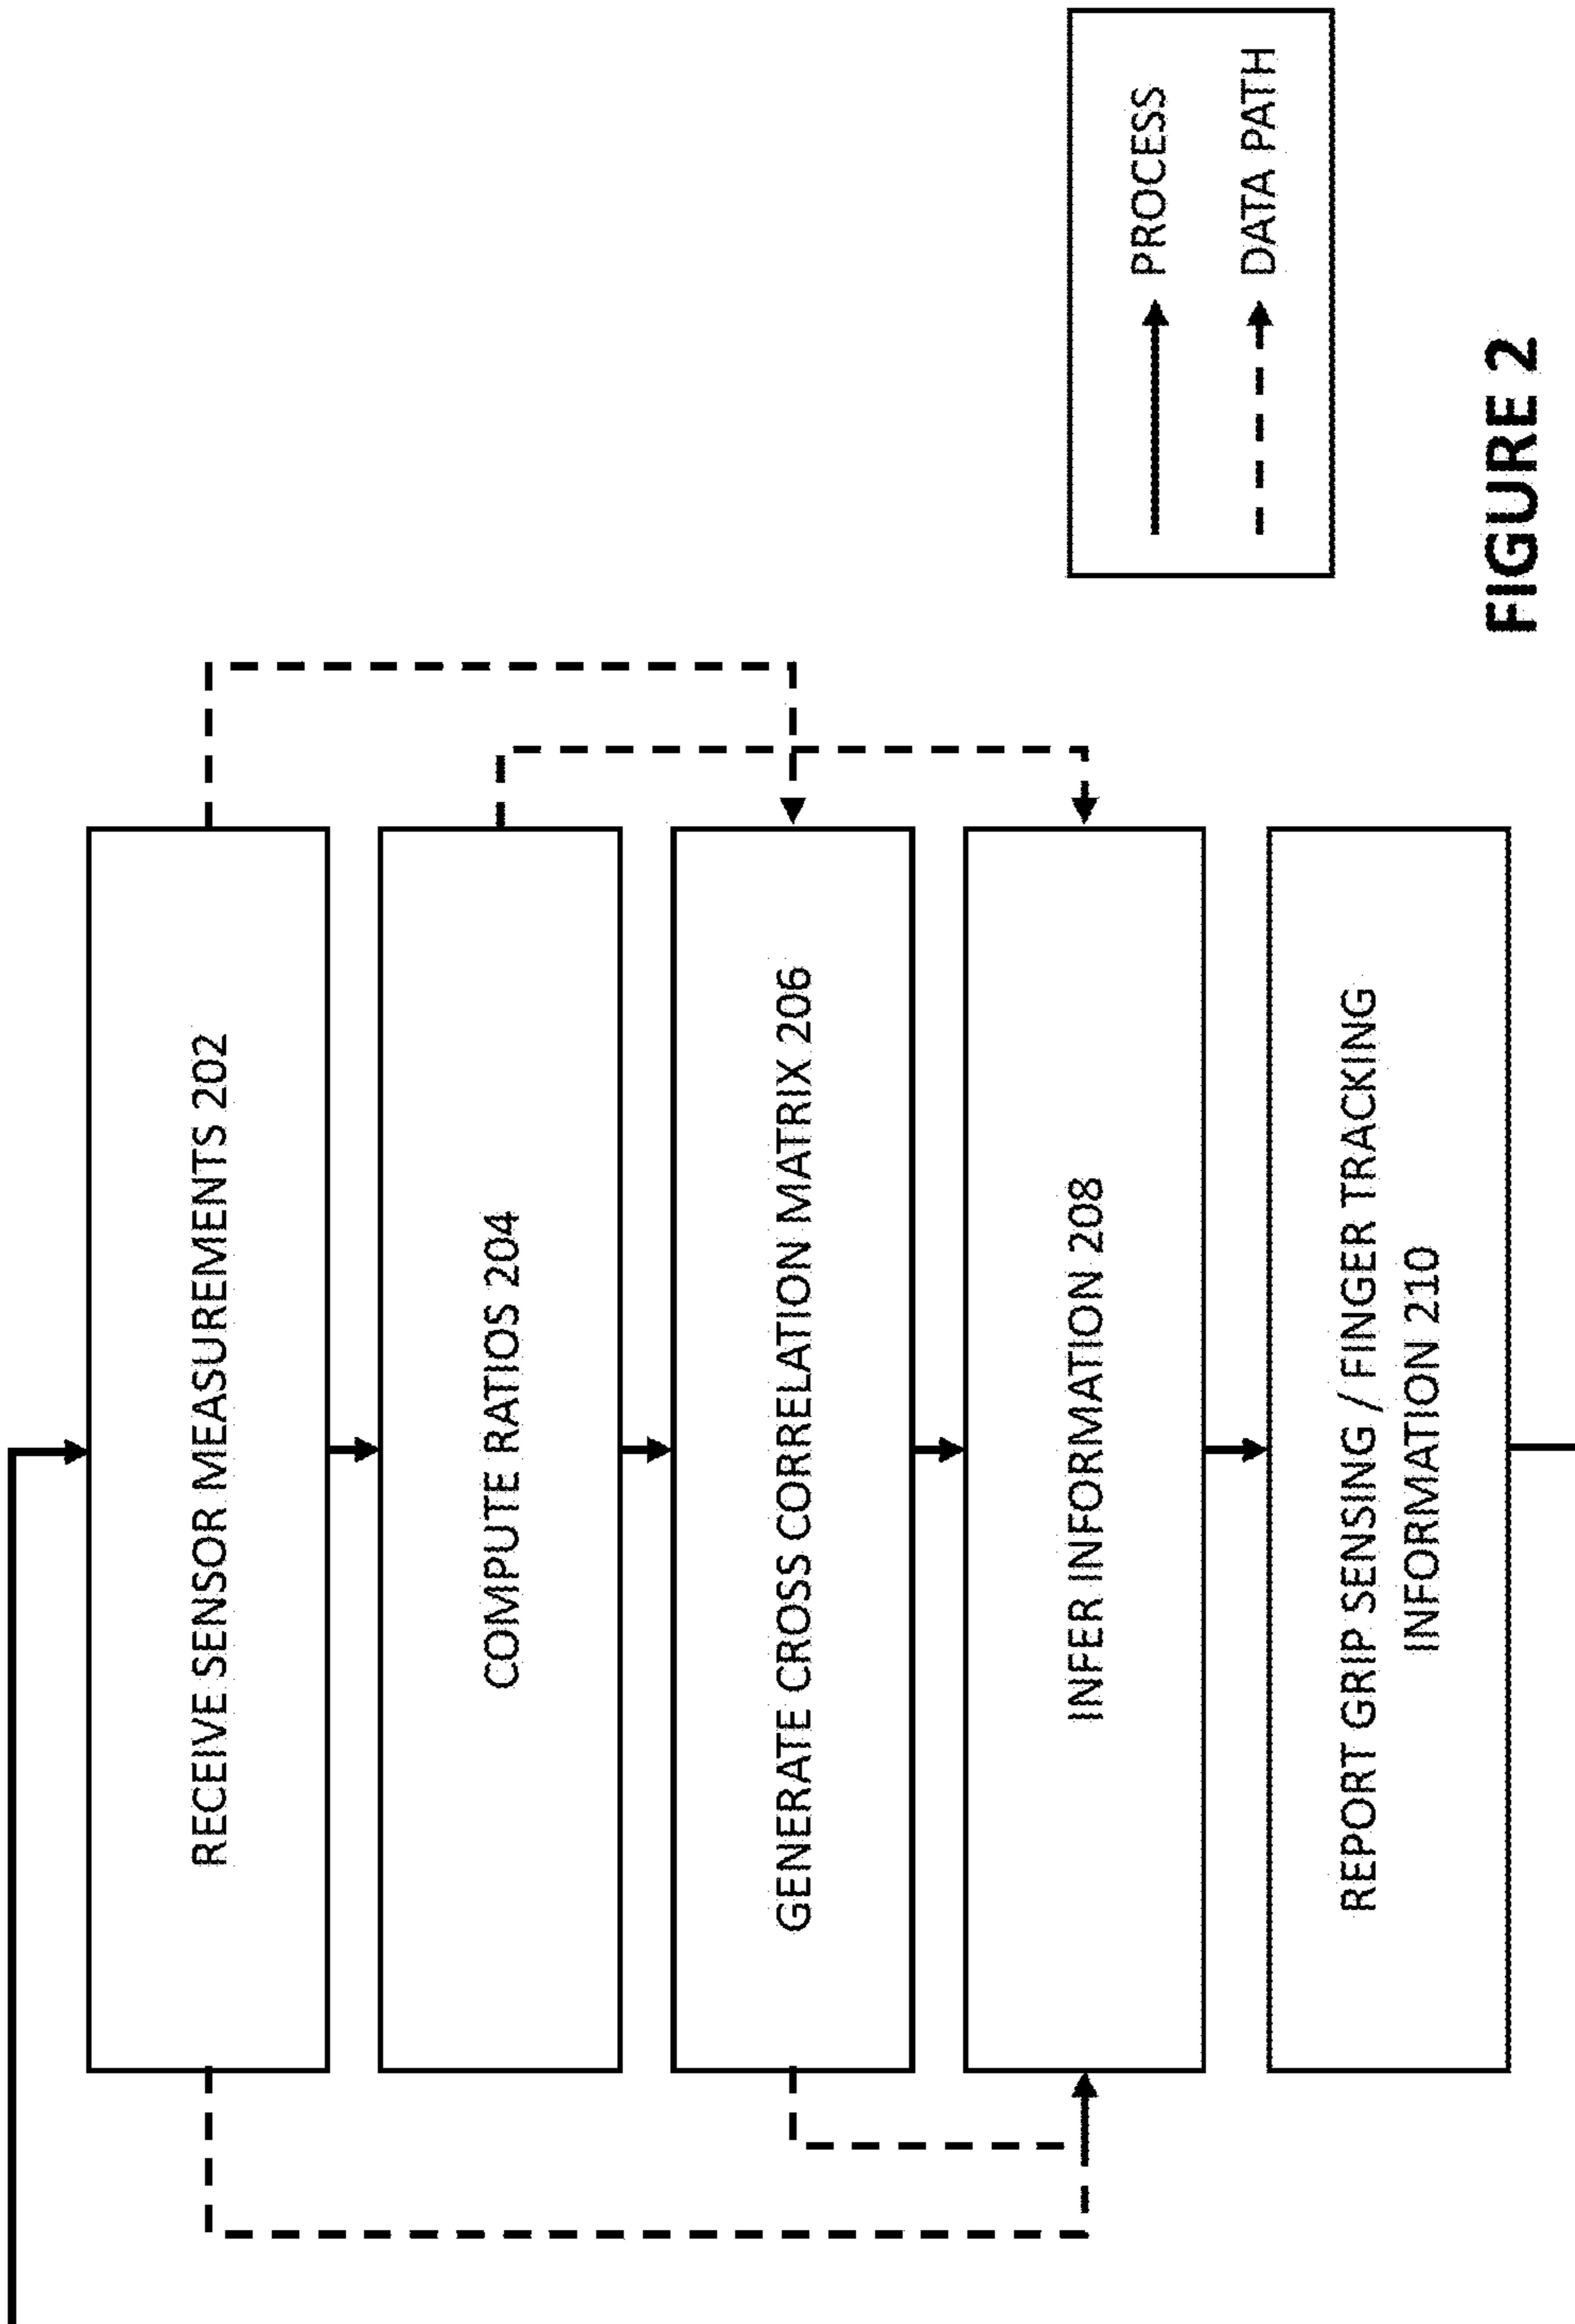 RECEIVE SENSOR MEASUREMENTS 202
COMPUTE RATIOS 204
GENERATE CROSS CORRELATION MATRIX 206
INFER INFORMATION 208
REPORT GRIP SENSING / FINGER TRACKING
INFORMATION 210
PROCESS
DATA PATH
FIGURE 2